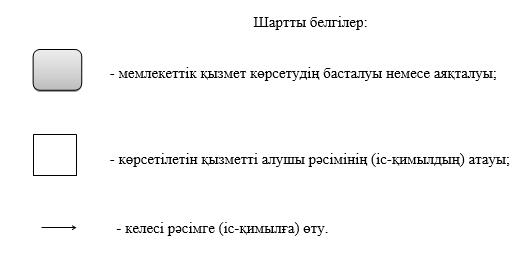 Шартты белгілер:
- мемлекеттік қызмет көрсетудің басталуы немесе аяқталуы;
- көрсетілетін қызметті алушы рәсімінің (іс-қимылдың) атауы;
- келесі рәсімге (іс-қимылға) өту.